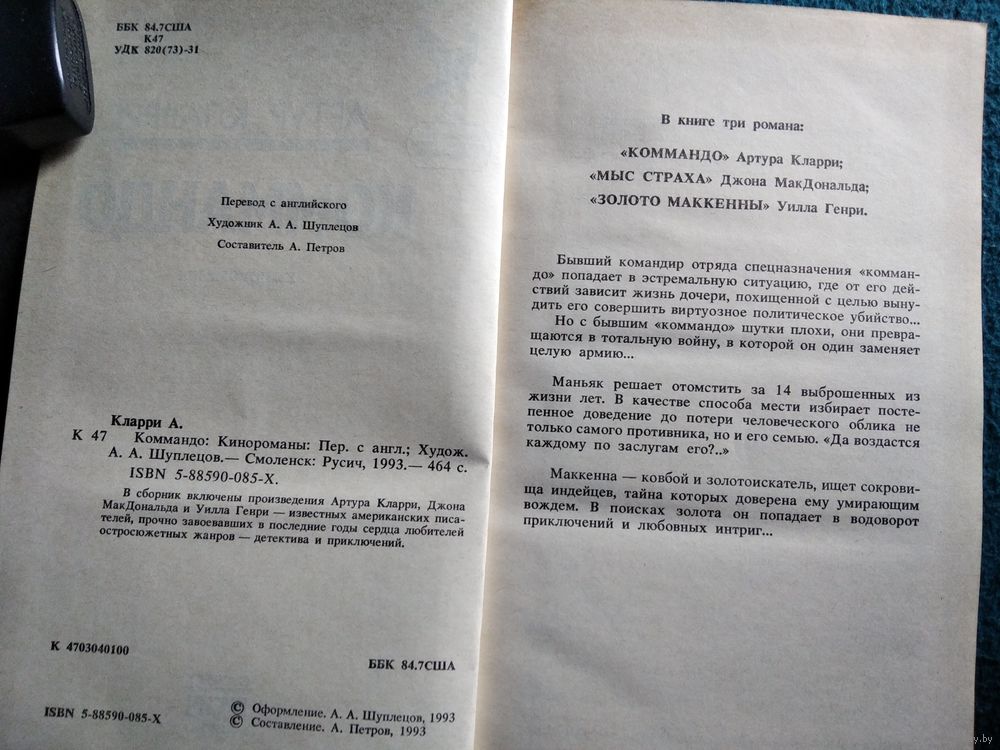 ББК 84.7США
К47
УДК 820(73)-31
Перевод с английского
Художник А. А. Шуплецов
Составитель А. Петров
Кларри А.
К 47 Коммандо: Кинороманы: Пер. с англ.; Худож.
А. А. Шуплецов.— Смоленск: Русич, 1993.— 464 с.
ISBN 5-88590-085-X.
В сборник включены произведения Артура Кларри, Джона
МакДональда и Уилла Генри — известных американских писа-
телей, прочно завоевавших в последние годы сердца любителей
остросюжетных жанров — детектива и приключений.
К 4703040100
ББК 84.7США
ISBN 5-88590-085-X
© Оформление. А. А. Шуплецов, 1993
© Составление. А. Петров, 1993
В книге три романа:
«КОММАНДО» Артура Кларри;
«МЫС СТРАХА» Джона МакДональда;
«ЗОЛОТО МАККЕННЫ» Уилла Генри.
Бывший командир отряда спецназначения «комман-
до» попадает в эстремальную ситуацию, где от его дей-
ствий зависит жизнь дочери, похищенной с целью выну-
дить его совершить виртуозное политическое убийство...
Но с бывшим «коммандо» шутки плохи, они превра-
щаются в тотальную войну, в которой он один заменяет
целую армию...
Маньяк решает отомстить за 14 выброшенных из
жизни лет. В качестве способа мести избирает посте-
пенное доведение до потери человеческого облика не
только самого противника, но и его семью. «Да воздастся
каждому по заслугам его?..»
Маккенна — ковбой и золотоискатель, ищет сокрови-
ща индейцев, тайна которых доверена ему умирающим
вождем. В поисках золота он попадает в водоворот
приключений и любовных интриг...